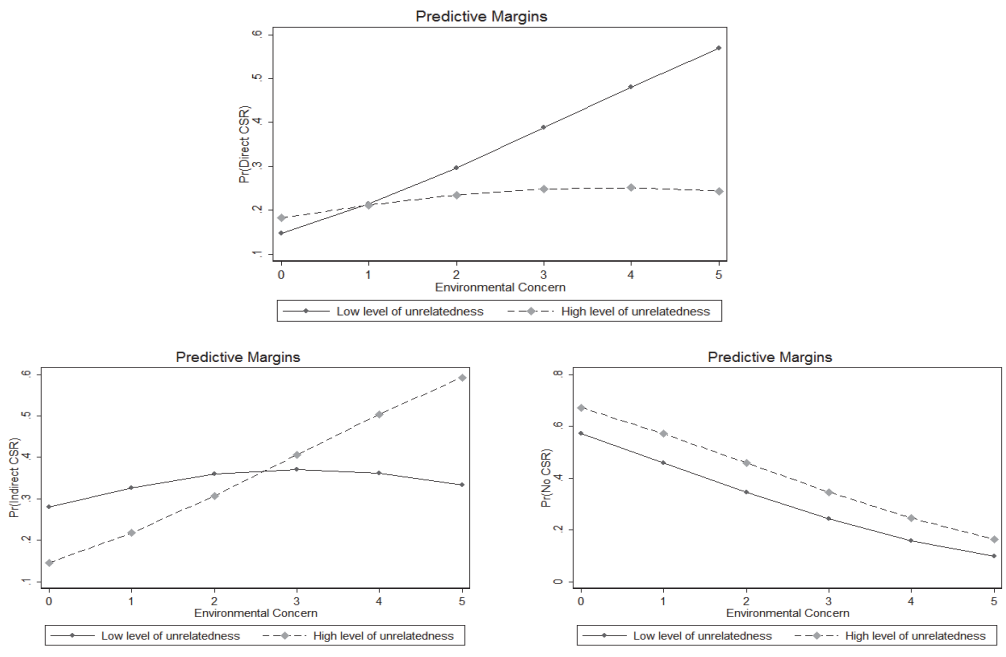 Predictive Margins
Pr(Direct CSR)
.6
.5
.4
.3
.2
.1
0 1 2 3 4 5
Environmental Concern
Low level of unrelatedness High level of unrelatedness
Predictive Margins
Pr(Indirect CSR)
.6
.5
.4
.3
.2
.1
0 1 2 3 4 5
Environmental Concern
Low level of unrelatedness High level of unrelatedness
Predictive Margins
Pr(No CSR)
.8
.6
.4
.2
0
0 1 2 3 4 5
Environmental Concern
Low level of unrelatedness High level of unrelatedness